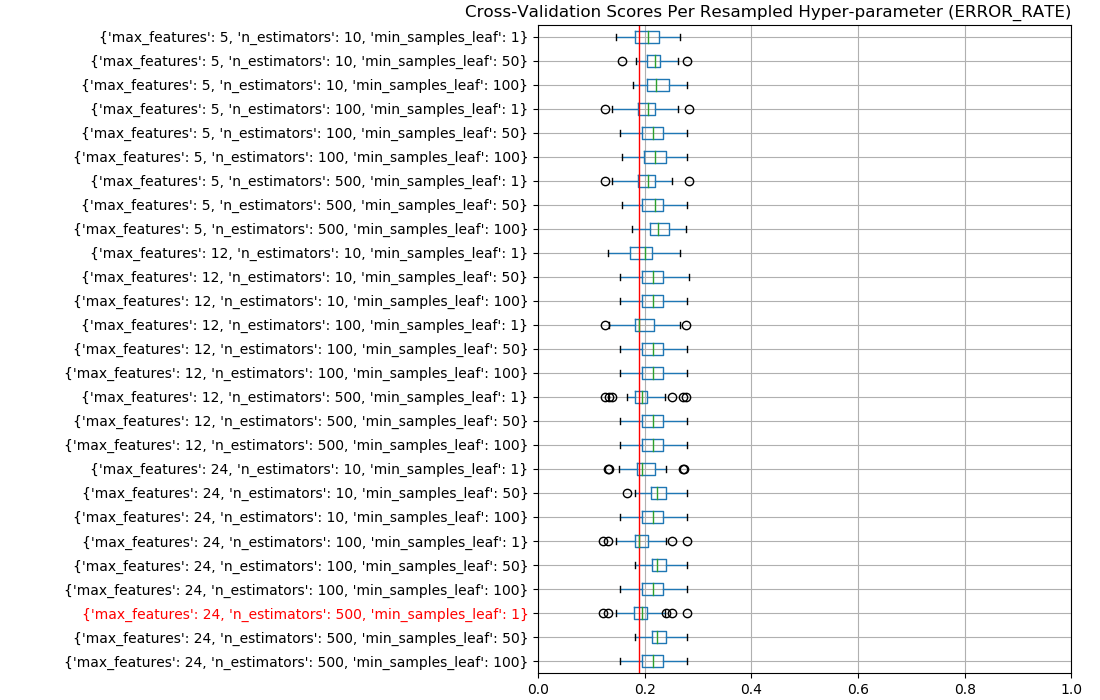 Cross-Validation Scores Per Resampled Hyper-parameter (ERROR_RATE)
{'max_features': 5, 'n_estimators': 10, 'min_samples_leaf': 1}
{'max_features': 5, 'n_estimators': 10, 'min_samples_leaf': 50}
{'max_features': 5, 'n_estimators': 10, 'min_samples_leaf': 100}
{'max_features': 5, 'n_estimators': 100, 'min_samples_leaf': 1}
{'max_features': 5, 'n_estimators': 100, 'min_samples_leaf': 50}
{'max_features': 5, 'n_estimators': 100, 'min_samples_leaf': 100}
{'max_features': 5, 'n_estimators': 500, 'min_samples_leaf': 1}
{'max_features': 5, 'n_estimators': 500, 'min_samples_leaf': 50}
{'max_features': 5, 'n_estimators': 500, 'min_samples_leaf': 100}
{'max_features': 12, 'n_estimators': 10, 'min_samples_leaf': 1}
{'max_features': 12, 'n_estimators': 10, 'min_samples_leaf': 50}
{'max_features': 12, 'n_estimators': 10, 'min_samples_leaf': 100}
{'max_features': 12, 'n_estimators': 100, 'min_samples_leaf': 1}
{'max_features': 12, 'n_estimators': 100, 'min_samples_leaf': 50}
{'max_features': 12, 'n_estimators': 100, 'min_samples_leaf': 100}
{'max_features': 12, 'n_estimators': 500, 'min_samples_leaf': 1}
{'max_features': 12, 'n_estimators': 500, 'min_samples_leaf': 50}
{'max_features': 12, 'n_estimators': 500, 'min_samples_leaf': 100}
{'max_features': 24, 'n_estimators': 10, 'min_samples_leaf': 1}
{'max_features': 24, 'n_estimators': 10, 'min_samples_leaf': 50}
{'max_features': 24, 'n_estimators': 10, 'min_samples_leaf': 100}
{'max_features': 24, 'n_estimators': 100, 'min_samples_leaf': 1}
{'max_features': 24, 'n_estimators': 100, 'min_samples_leaf': 50}
{'max_features': 24, 'n_estimators': 100, 'min_samples_leaf': 100}
{'max_features': 24, 'n_estimators': 500, 'min_samples_leaf': 1}
{'max_features': 24, 'n_estimators': 500, 'min_samples_leaf': 50}
{'max_features': 24, 'n_estimators': 500, 'min_samples_leaf': 100}
0.0 0.2 0.4 0.6 0.8 1.0